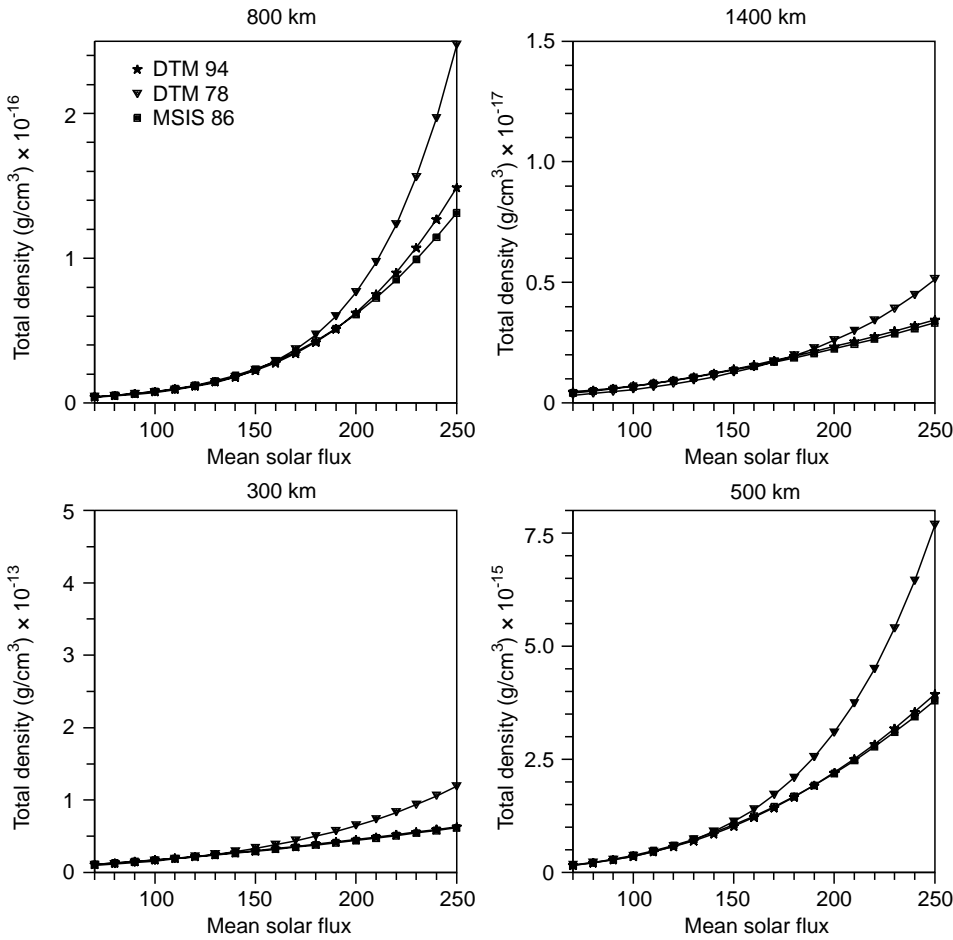 800 km
Total density (g/cm³) × 10⁻¹⁶
2
1
0
DTM 94
DTM 78
MSIS 86
100 150 200 250
Mean solar flux
1400 km
Total density (g/cm³) × 10⁻¹⁷
1.5
1.0
0.5
0
100 150 200 250
Mean solar flux
300 km
Total density (g/cm³) × 10⁻¹³
5
4
3
2
1
0
100 150 200 250
Mean solar flux
500 km
Total density (g/cm³) × 10⁻¹⁵
7.5
5.0
2.5
0
100 150 200 250
Mean solar flux